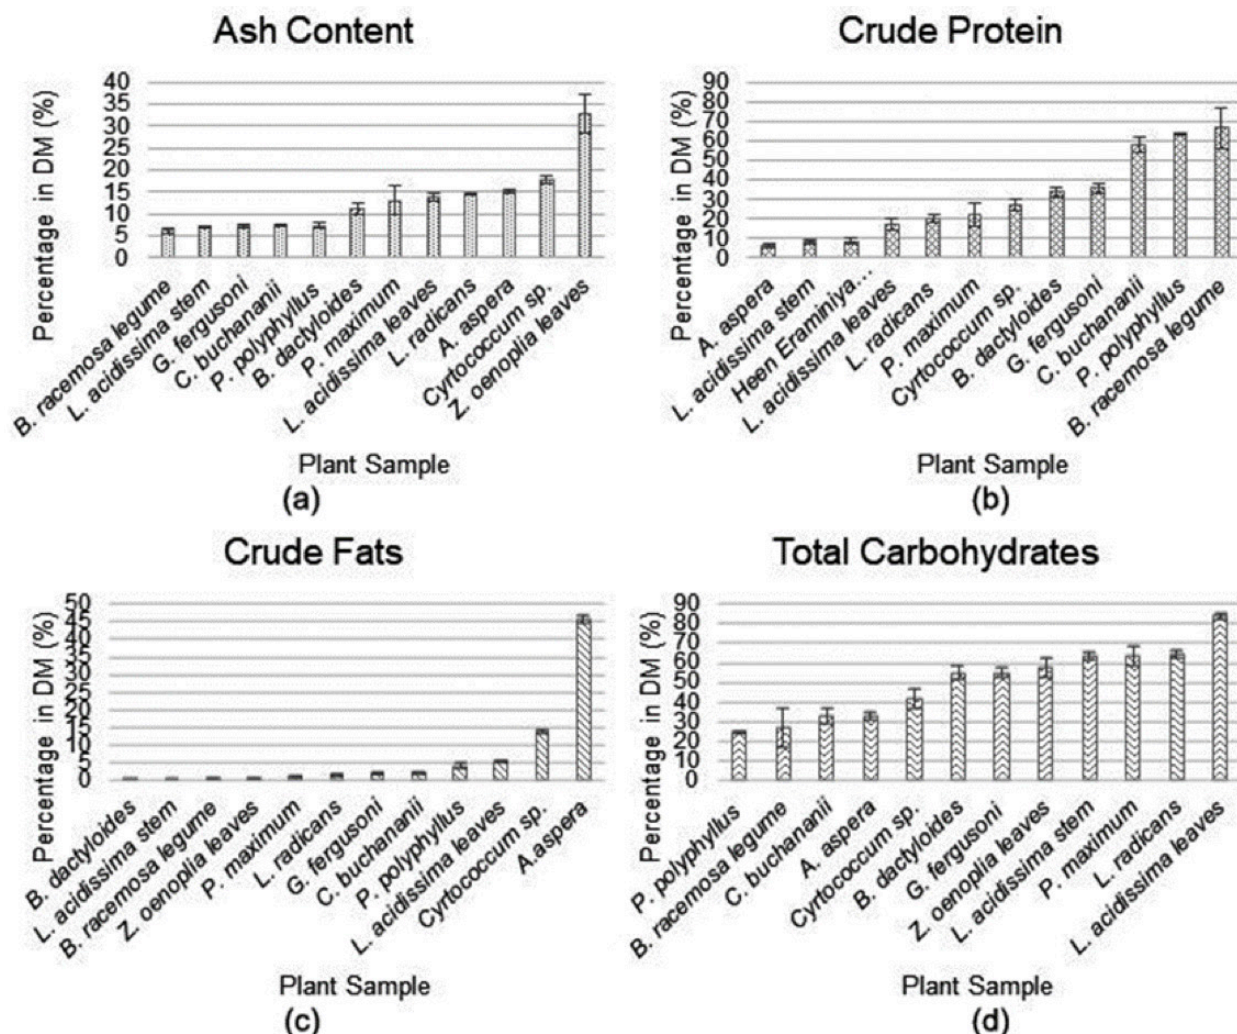 Ash Content
Percentage in DM (%)
40
35
30
25
20
15
10
5
0
B. racemosa legume
L. acidissima stem
G. fergusoni
C. buchananii
P. polyphyllus
B. dactyloides
P. maximum
L. acidissima leaves
L. radicans
A. aspera
Cyrtococcum sp.
Z. oenoplia leaves
Plant Sample
(a)
Crude Protein
Percentage in DM (%)
90
80
70
60
50
40
30
20
10
0
A. aspera
L. acidissima stem
Heen Eraminiya...
L. acidissima leaves
L. radicans
P. maximum
Cyrtococcum sp.
B. dactyloides
G. fergusoni
C. buchananii
P. polyphyllus
B. racemosa legume
Plant Sample
(b)
Crude Fats
Percentage in DM (%)
50
45
40
35
30
25
20
15
10
5
0
B. dactyloides
L. acidissima stem
B. racemosa legume
Z. oenoplia leaves
P. maximum
L. radicans
G. fergusoni
C. buchananii
P. polyphyllus
L. acidissima leaves
Cyrtococcum sp.
A.aspera
Plant Sample
(c)
Total Carbohydrates
Percentage in DM (%)
90
80
70
60
50
40
30
20
10
0
P. polyphyllus
B. racemosa legume
C. buchananii
A. aspera
Cyrtococcum sp.
B. dactyloides
G. fergusoni
Z. oenoplia leaves
L. acidissima stem
P. maximum
L. radicans
L. acidissima leaves
Plant Sample
(d)